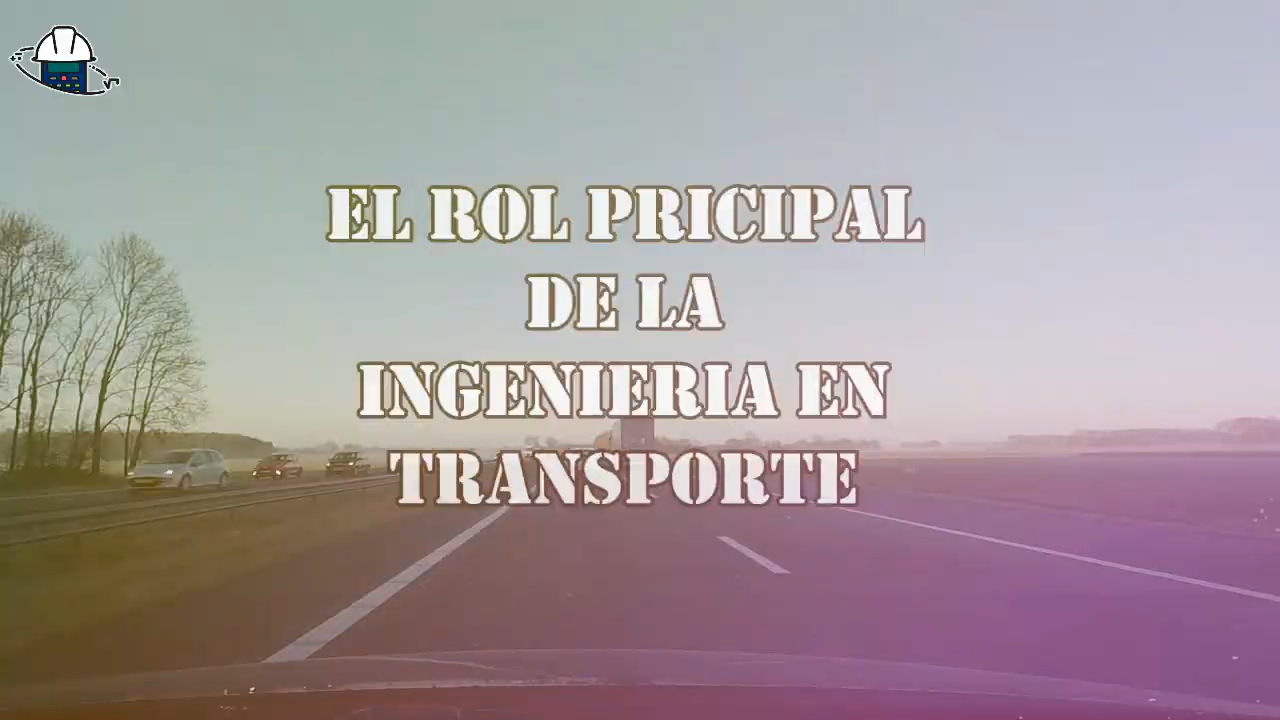 EL ROL PRICIPAL
DE LA
INGENIERIA EN
TRANSPORTE